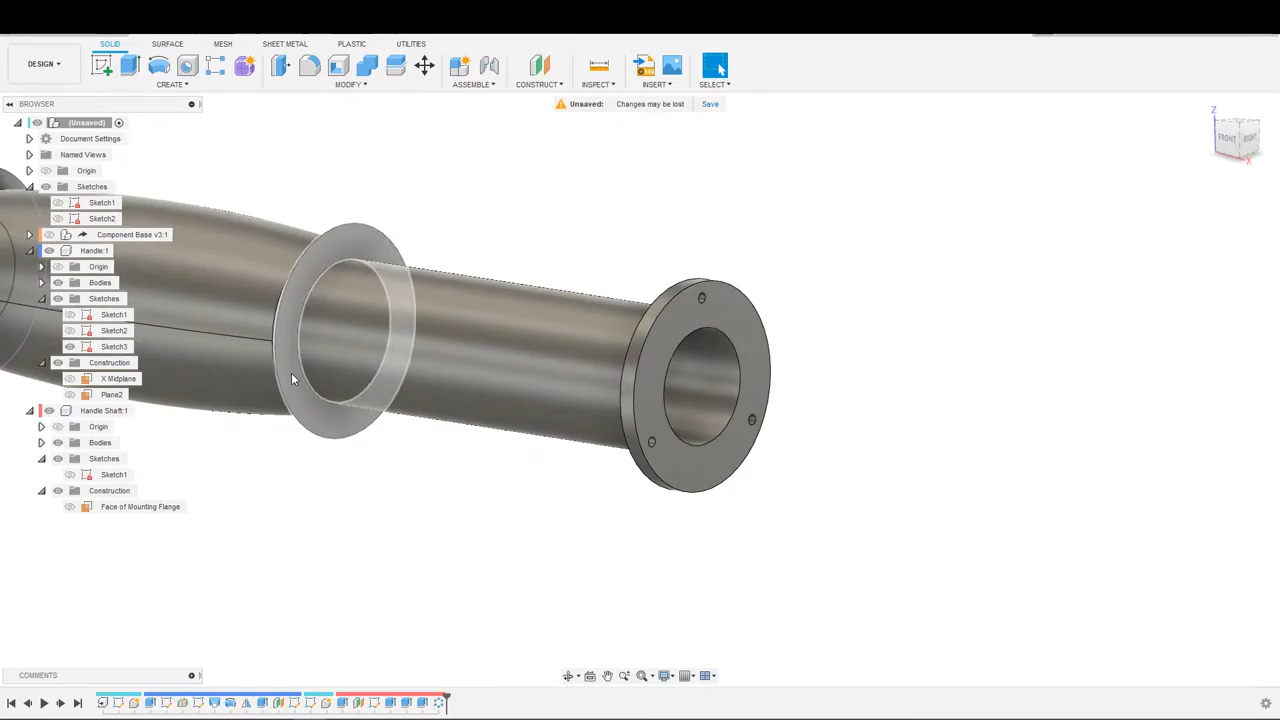 SOLID SURFACE MESH SHEET METAL PLASTIC UTILITIES
DESIGN
CREATE MODIFY ASSEMBLE CONSTRUCT INSPECT INSERT SELECT
BROWSER
Unsaved: Changes may be lost Save
(Unsaved)
Document Settings
Named Views
Origin
Sketches
Sketch1
Sketch2
Component Base v3:1
Handle:1
Origin
Bodies
Sketches
Sketch1
Sketch2
Sketch3
Construction
X Midplane
Plane2
Handle Shaft:1
Origin
Bodies
Sketches
Sketch1
Construction
Face of Mounting Flange
Z
FRONT RIGHT
X
COMMENTS